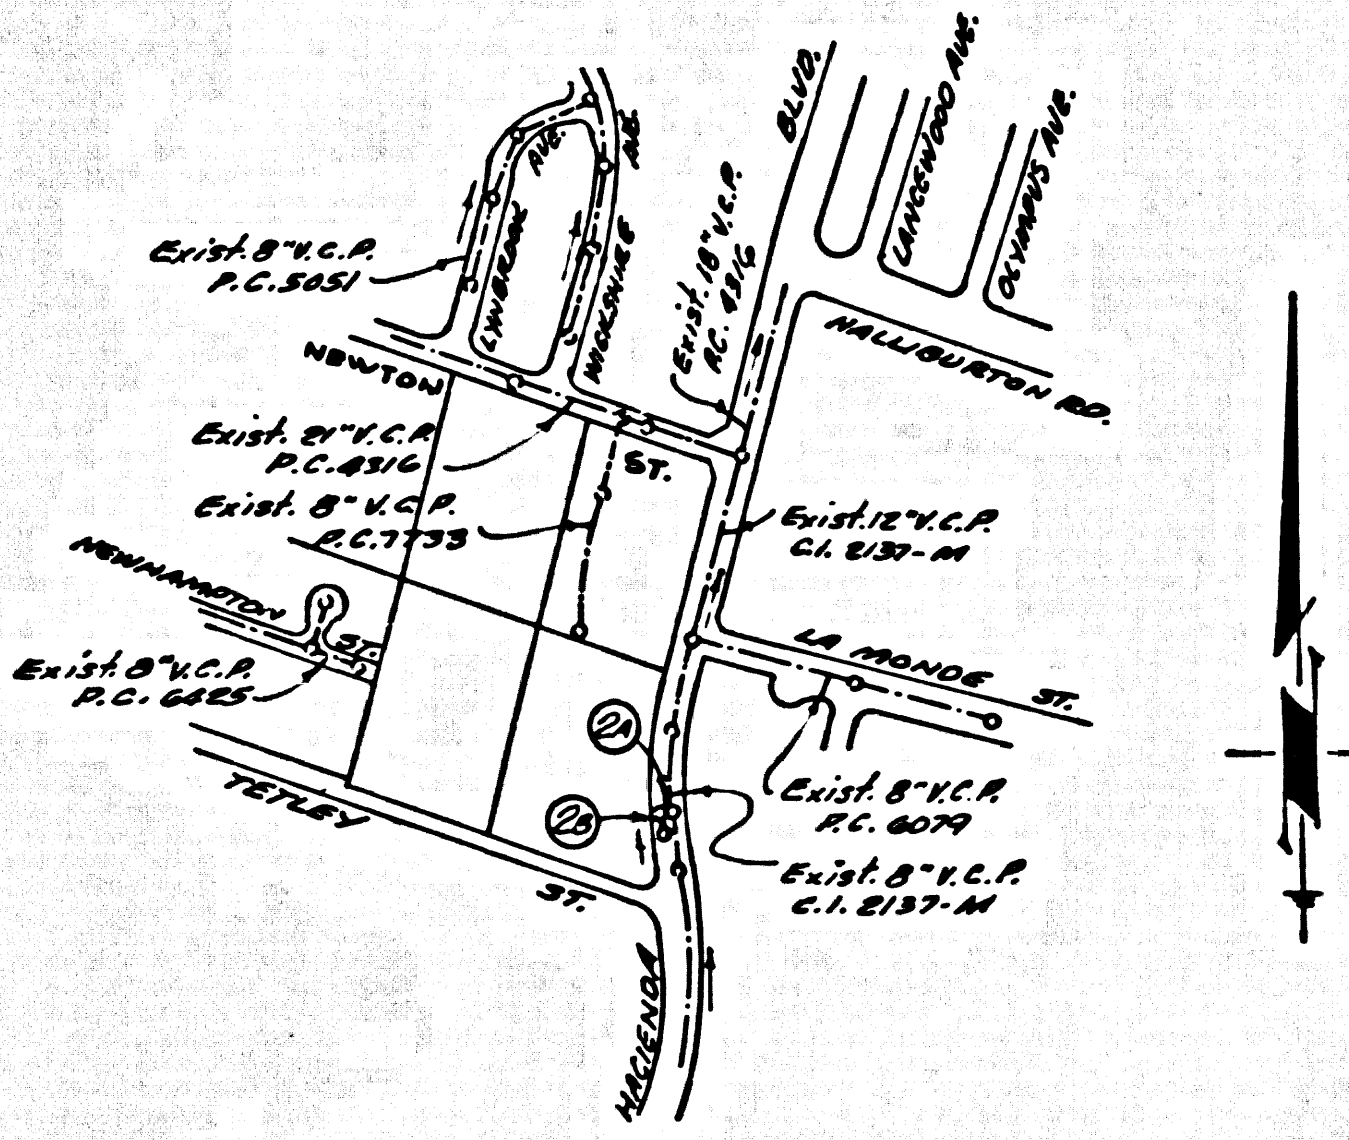 BLVD.
LANGEWOOD AVE.
OLYMPUS AVE.
AVE.
AVE.
LYNBROOK
WICKSHIRE
Exist. 8" V.C.P.
P.C. 5051
Exist. 18" V.C.P.
P.C. 4316
HALLIBURTON RD.
NEWTON
ST.
Exist. 21" V.C.P.
P.C. 4316
Exist. 8" V.C.P.
P.C. 7733
Exist. 12" V.C.P.
C.I. 2137-M
NEWHAMPTON
ST.
Exist. 8" V.C.P.
P.C. 6425
LA MONDE
ST.
2A
2B
TETLEY
ST.
Exist. 8" V.C.P.
P.C. 6079
Exist. 8" V.C.P.
C.I. 2137-M
HACIENDA